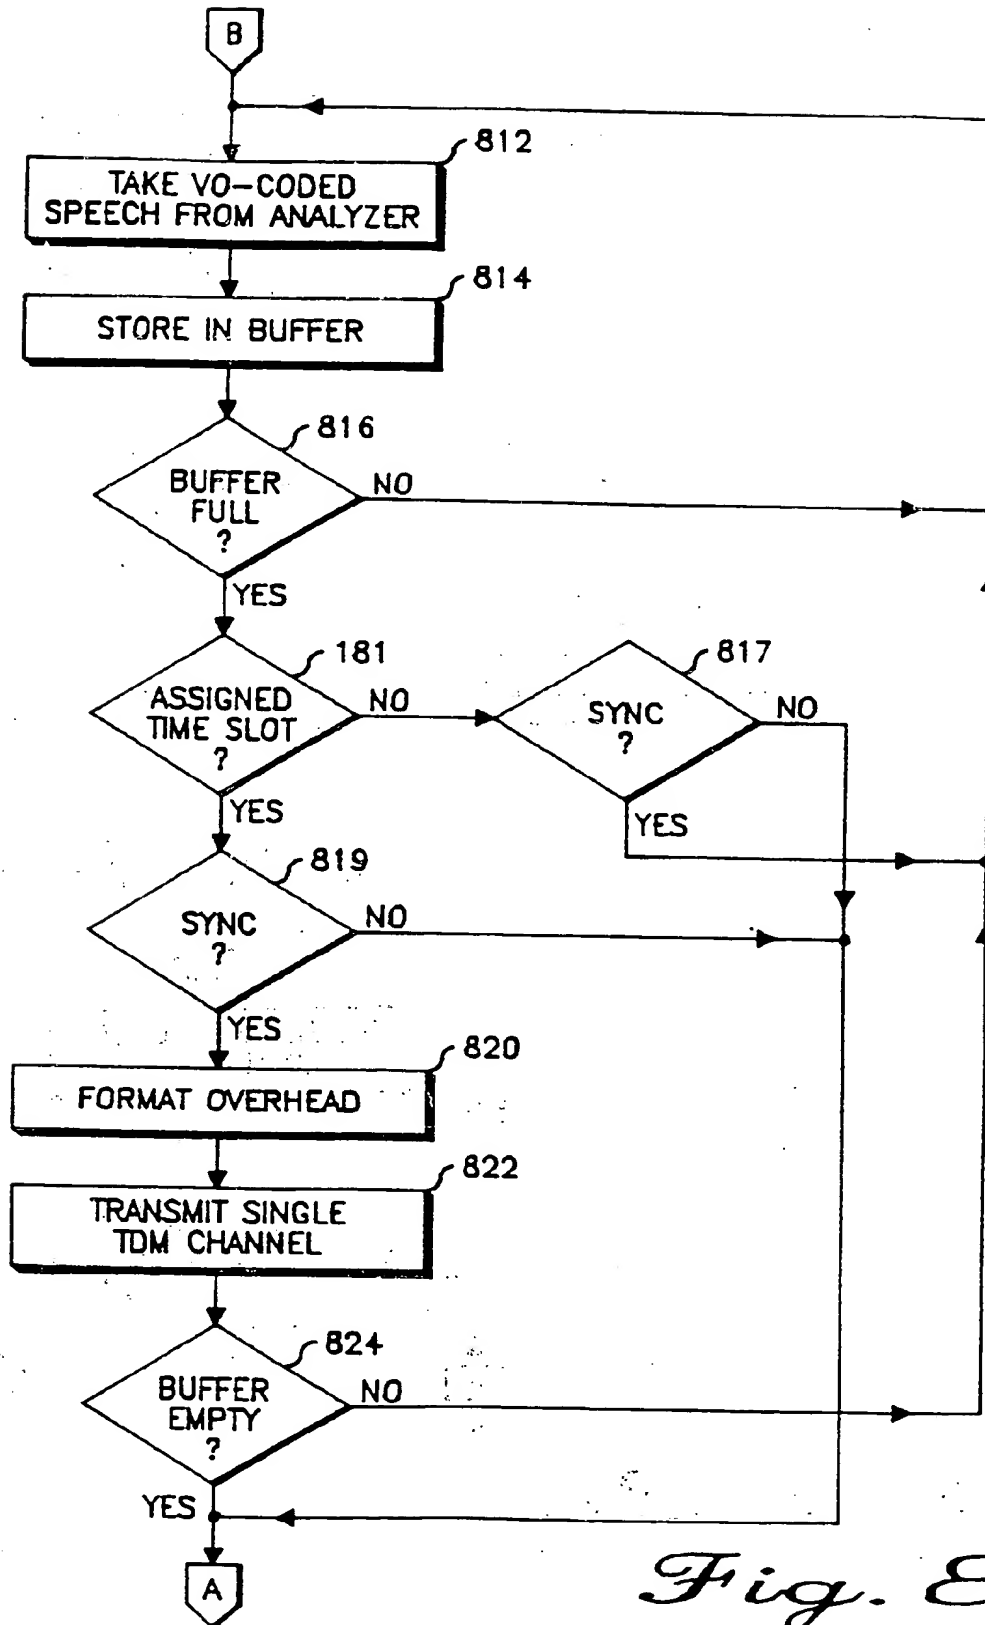 B
812
TAKE VO-CODED
SPEECH FROM ANALYZER
814
STORE IN BUFFER
816
BUFFER
FULL
?
NO
YES
181
ASSIGNED
TIME SLOT
?
NO
YES
817
SYNC
?
NO
YES
819
SYNC
?
NO
YES
820
FORMAT OVERHEAD
822
TRANSMIT SINGLE
TDM CHANNEL
824
BUFFER
EMPTY
?
NO
YES
A
Fig.